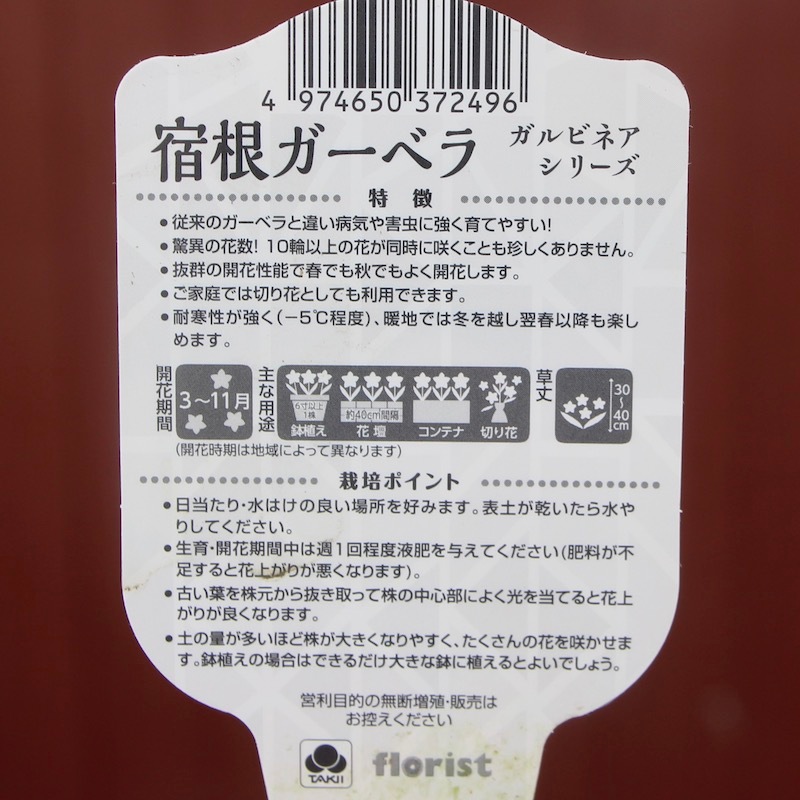 4 974650 372496
宿根ガーベラ ガルビネア
シリーズ
特徴
●従来のガーベラと違い病気や害虫に強く育てやすい!
●驚異の花数! 10輪以上の花が同時に咲くことも珍しくありません。
●抜群の開花性能で春でも秋でもよく開花します。
●ご家庭では切り花としても利用できます。
●耐寒性が強く(−5℃程度)、暖地では冬を越し翌春以降も楽し
めます。
開花期間
3〜11月
主な用途
6寸以上
1株
鉢植え
約40cm間隔
花壇
コンテナ
切り花
草丈
30
〜
40
cm
(開花時期は地域によって異なります)
栽培ポイント
●日当たり・水はけの良い場所を好みます。表土が乾いたら水や
りしてください。
●生育・開花期間中は週1回程度液肥を与えてください(肥料が不
足すると花上がりが悪くなります)。
●古い葉を株元から抜き取って株の中心部によく光を当てると花上
がりが良くなります。
●土の量が多いほど株が大きくなりやすく、たくさんの花を咲かせま
す。鉢植えの場合はできるだけ大きな鉢に植えるとよいでしょう。
営利目的の無断増殖・販売は
お控えください
TAKII
florist